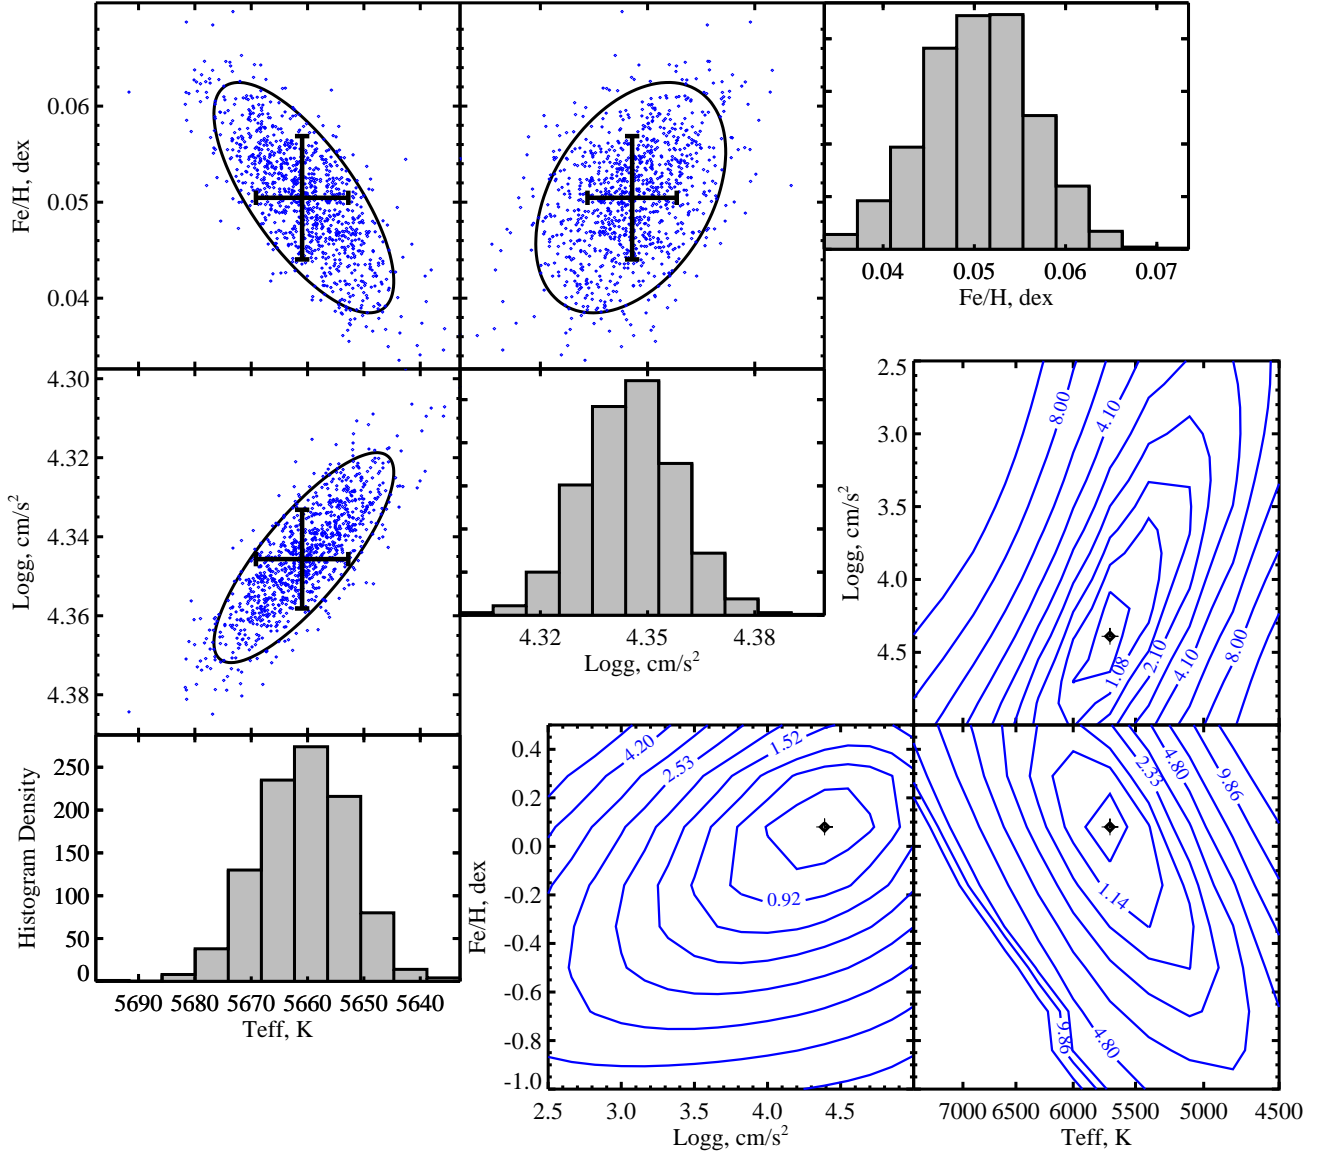 Fe/H, dex
0.06
0.05
0.04
0.04 0.05 0.06 0.07
Fe/H, dex
Logg, cm/s²
4.30
4.32
4.34
4.36
4.38
4.32 4.35 4.38
Logg, cm/s²
Logg, cm/s²
2.5
3.0
3.5
4.0
4.5
8.00
4.10
1.08
2.10
4.10
8.00
Histogram Density
250
200
150
100
50
0
5690 5680 5670 5660 5650 5640
Teff, K
Fe/H, dex
0.4
0.2
0.0
-0.2
-0.4
-0.6
-0.8
-1.0
4.20
2.53
1.52
0.92
2.5 3.0 3.5 4.0 4.5
Logg, cm/s²
2.33
4.80
9.86
1.14
9.86
4.80
7000 6500 6000 5500 5000 4500
Teff, K